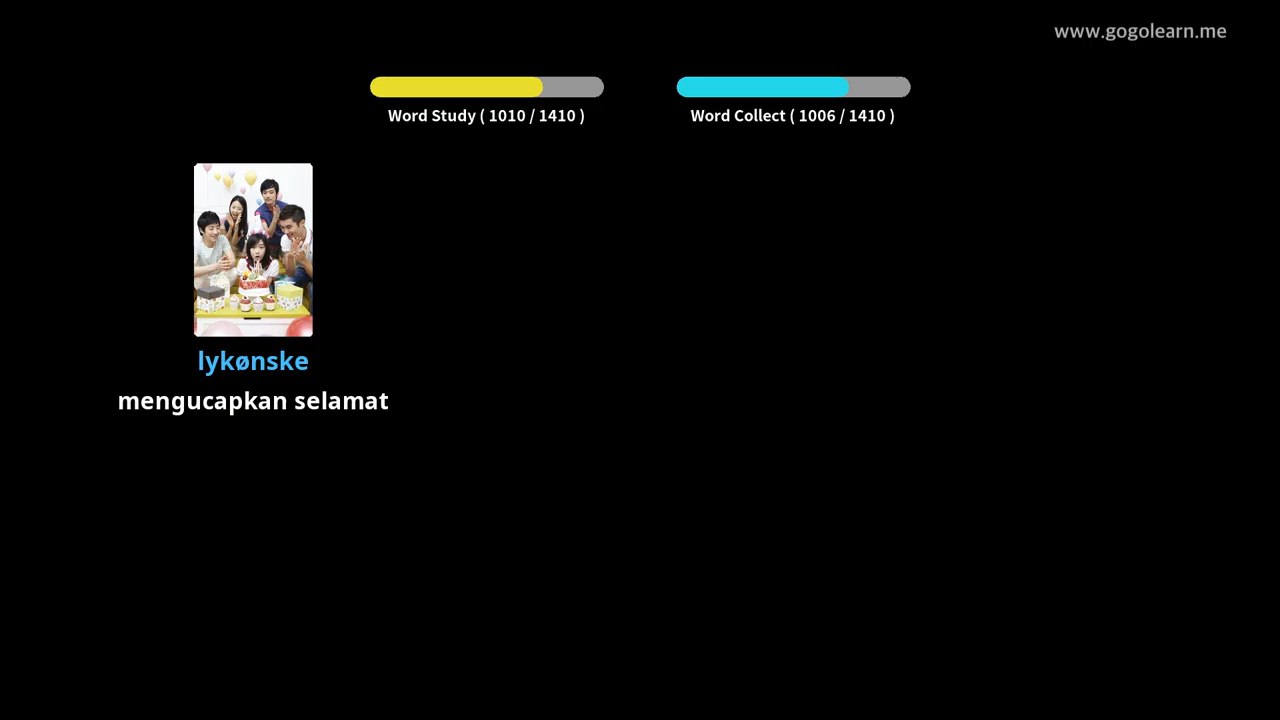 www.gogolearn.me
Word Study ( 1010 / 1410 )
Word Collect ( 1006 / 1410 )
lykønske
mengucapkan selamat